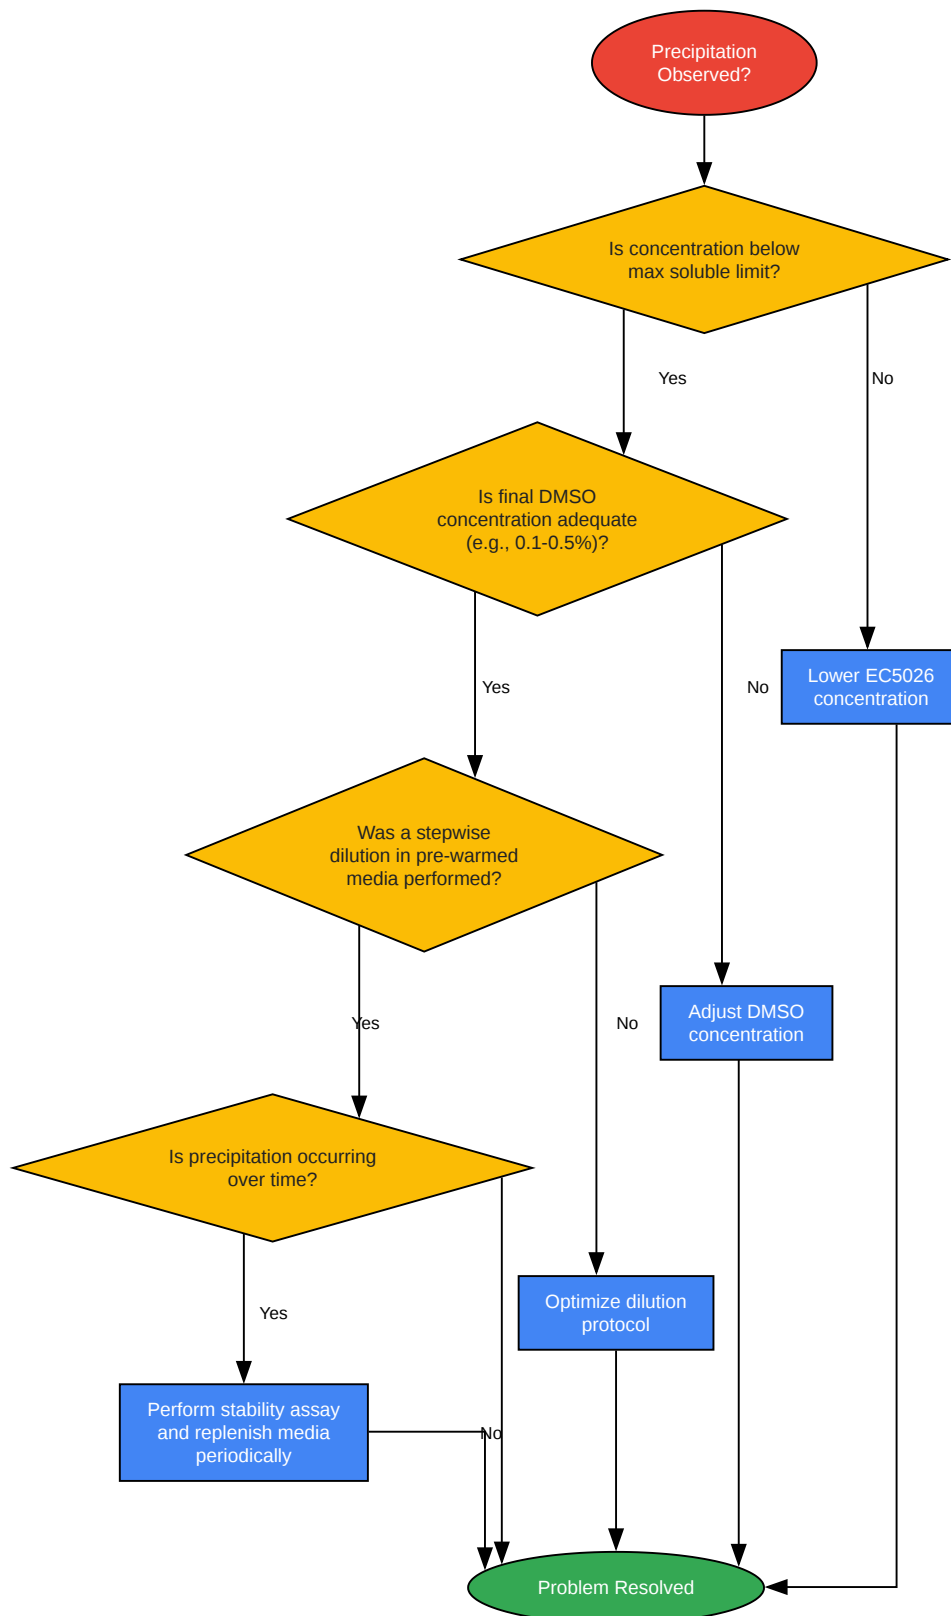 Precipitation
Observed?
Is concentration below
max soluble limit?
Yes
No
Is final DMSO
concentration adequate
(e.g., 0.1-0.5%)?
Lower EC5026
concentration
Yes
No
Was a stepwise
dilution in pre-warmed
media performed?
Adjust DMSO
concentration
Yes
No
Is precipitation occurring
over time?
Optimize dilution
protocol
Yes
Perform stability assay
and replenish media
periodically
No
Problem Resolved